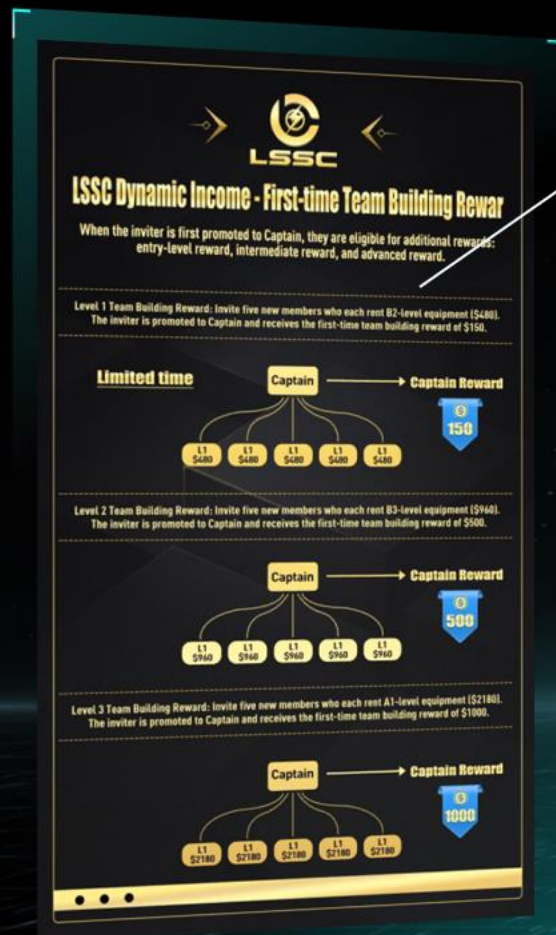 LSSC
LSSC Dynamic Income - First-time Team Building Rewar
When the inviter is first promoted to Captain, they are eligible for additional rewards:
entry-level reward, intermediate reward, and advanced reward.
Level 1 Team Building Reward: Invite five new members who each rent B2-level equipment ($480).
The inviter is promoted to Captain and receives the first-time team building reward of $150.
Limited time
Captain
Captain Reward
150
L1 L1 L1 L1 L1
$480 $480 $480 $480 $480
Level 2 Team Building Reward: Invite five new members who each rent B3-level equipment ($960).
The inviter is promoted to Captain and receives the first-time team building reward of $500.
Captain
Captain Reward
500
L1 L1 L1 L1 L1
$960 $960 $960 $960 $960
Level 3 Team Building Reward: Invite five new members who each rent A1-level equipment ($2180).
The inviter is promoted to Captain and receives the first-time team building reward of $1000.
Captain
Captain Reward
1000
L1 L1 L1 L1 L1
$2180 $2180 $2180 $2180 $2180